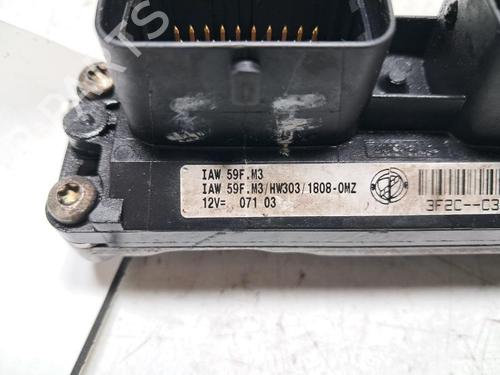 IAW 59F.M3
IAW 59F.M3/HW303/1808-0MZ
12V= 071 03
3F2C--C3